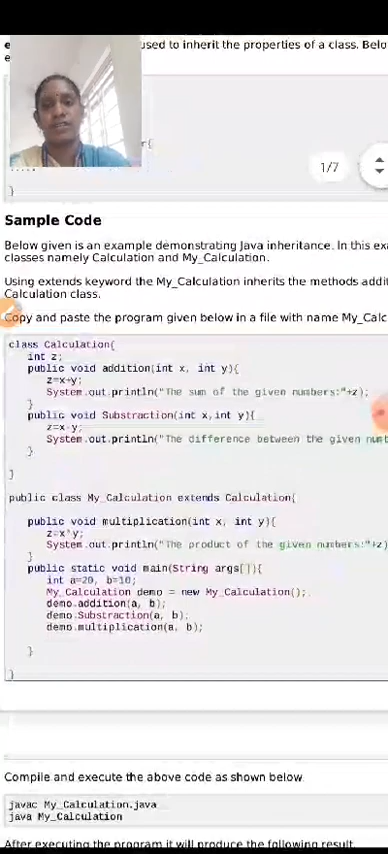 used to inherit the properties of a class. Belo
e
r{
....;
}
1/7
Sample Code
Below given is an example demonstrating Java inheritance. In this exa
classes namely Calculation and My_Calculation.
Using extends keyword the My_Calculation inherits the methods addit
Calculation class.
Copy and paste the program given below in a file with name My_Calc
class Calculation{
int z;
public void addition(int x, int y){
z=x+y;
System.out.println("The sum of the given numbers:"+z);
}
public void Substraction(int x,int y){
z=x-y;
System.out.println("The difference between the given numb
}
}
public class My_Calculation extends Calculation{
public void multiplication(int x, int y){
z=x*y;
System.out.println("The product of the given numbers:"+z)
}
public static void main(String args[]){
int a=20, b=10;
My_Calculation demo = new My_Calculation();
demo.addition(a, b);
demo.Substraction(a, b);
demo.multiplication(a, b);
}
}
Compile and execute the above code as shown below
javac My_Calculation.java
java My_Calculation
After executing the program it will produce the following result.